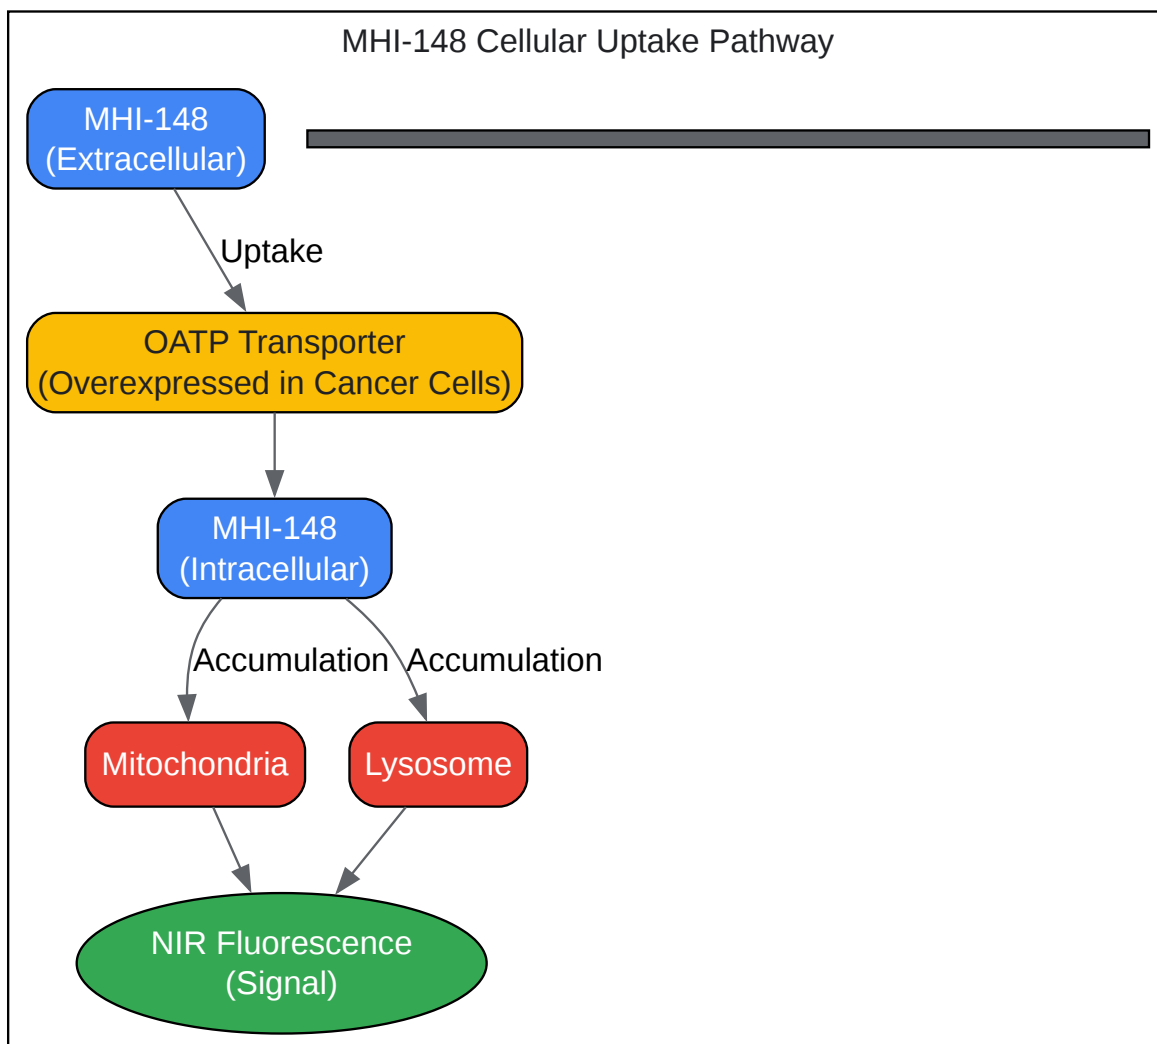 MHI-148 Cellular Uptake Pathway
MHI-148
(Extracellular)
Uptake
OATP Transporter
(Overexpressed in Cancer Cells)
MHI-148
(Intracellular)
Accumulation
Accumulation
Mitochondria
Lysosome
NIR Fluorescence
(Signal)